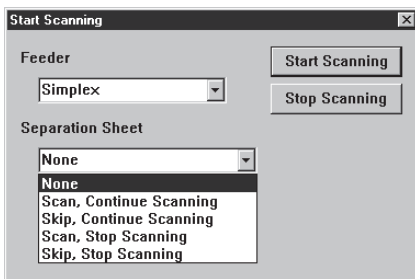 Start Scanning
Feeder
Simplex
Start Scanning
Stop Scanning
Separation Sheet
None
None
Scan, Continue Scanning
Skip, Continue Scanning
Scan, Stop Scanning
Skip, Stop Scanning